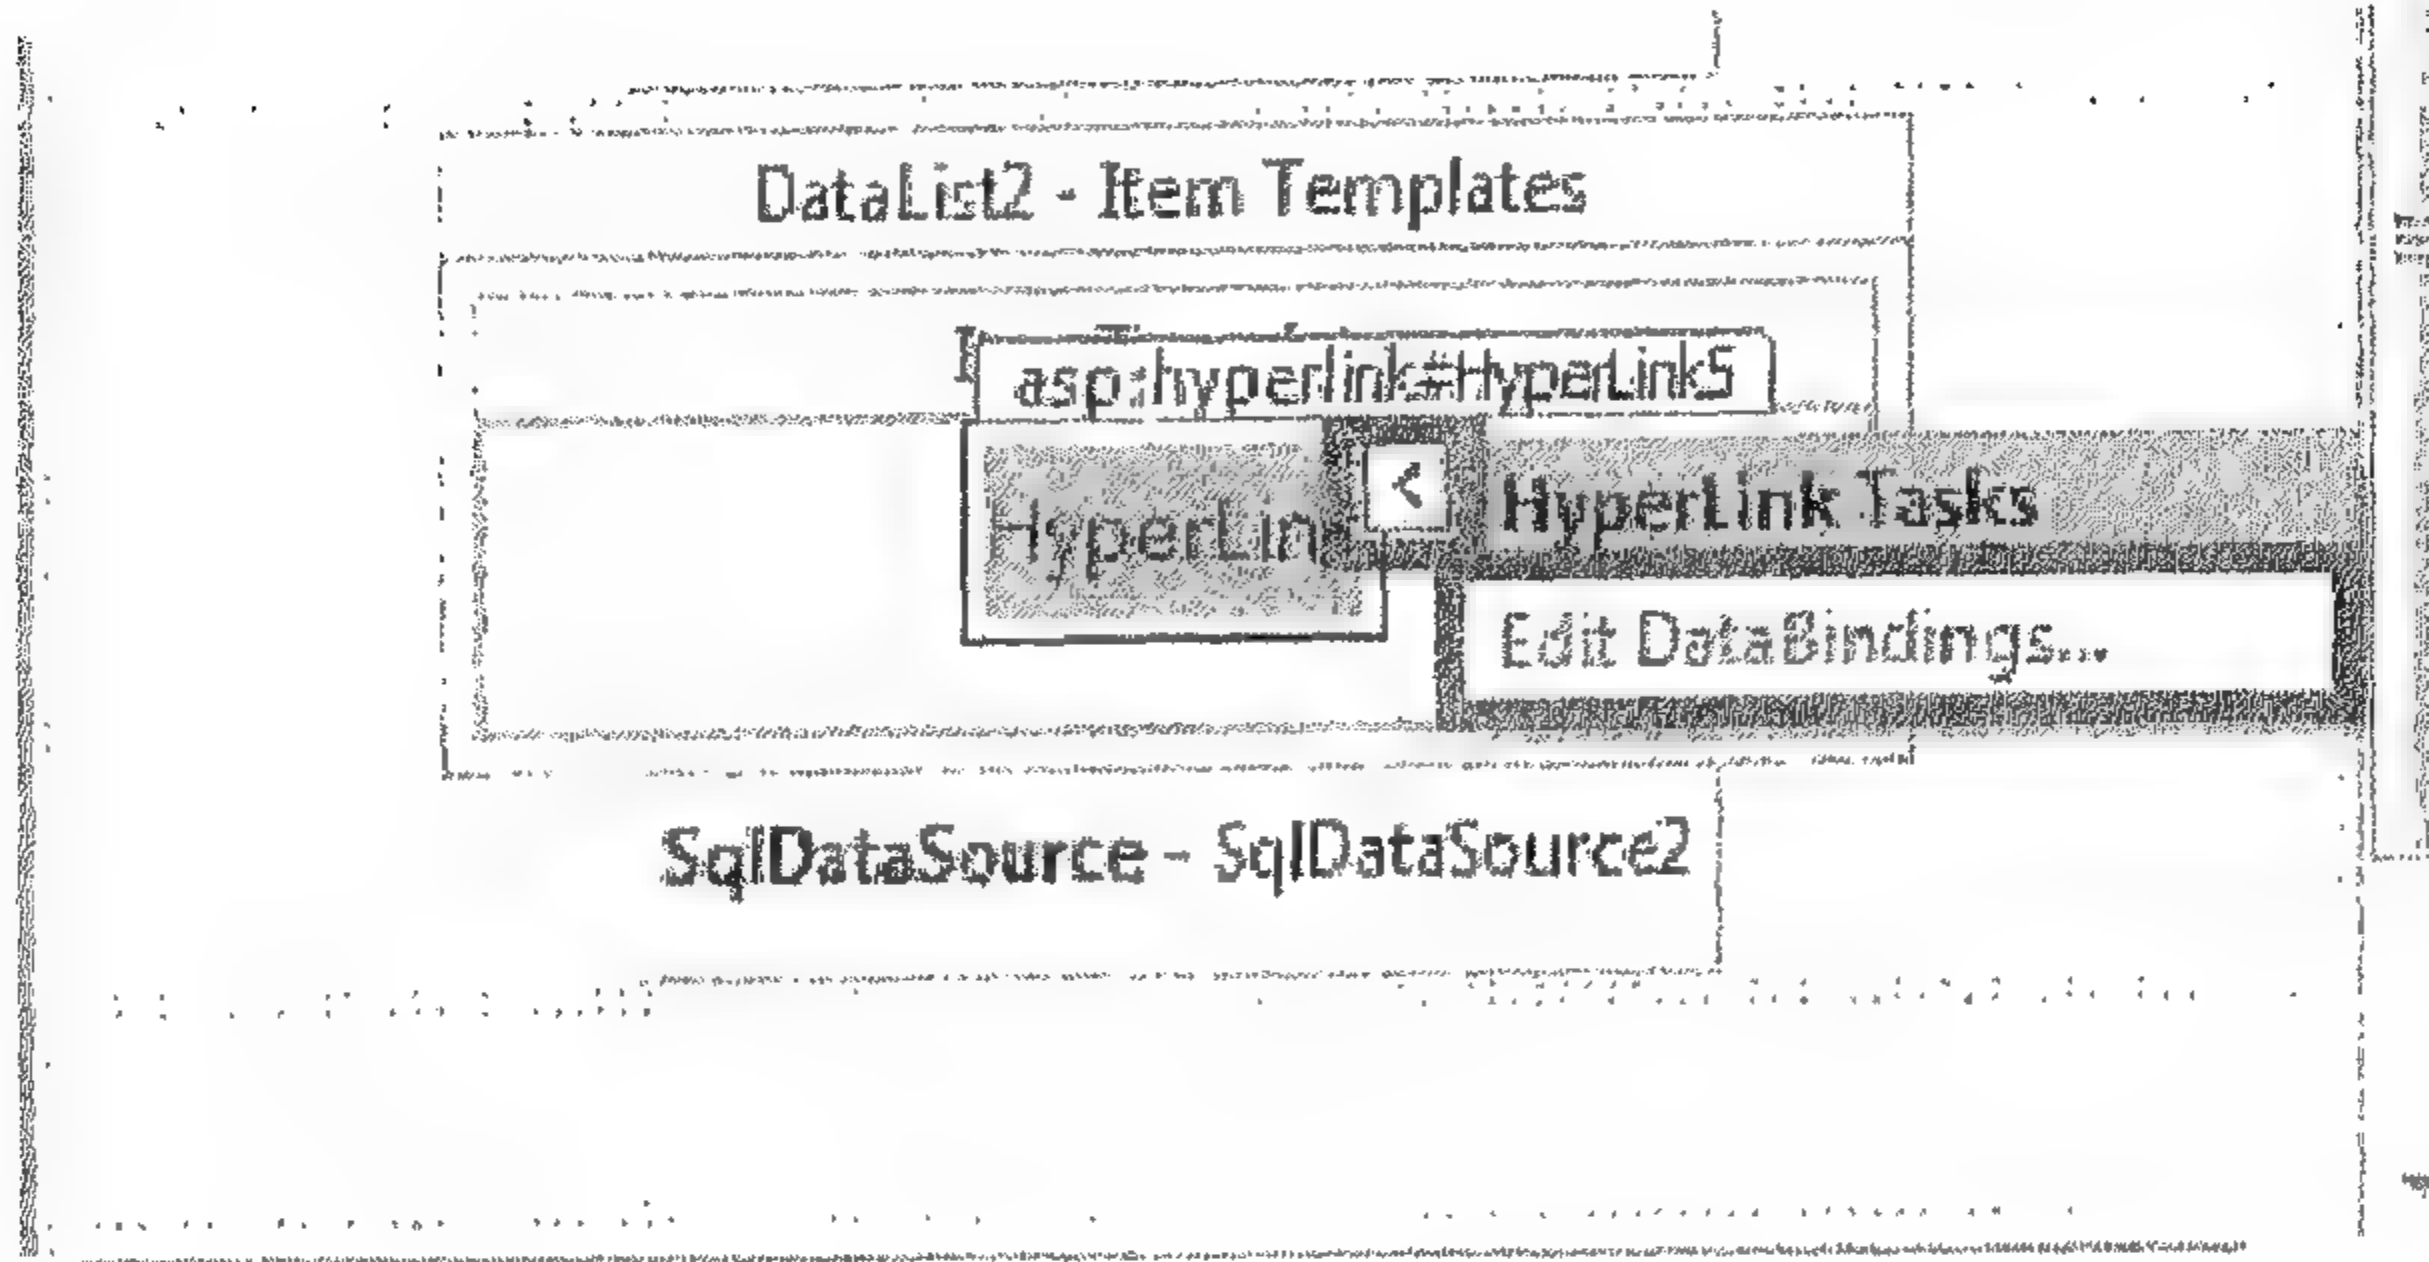 DataList2 - Item Templates
asp:hyperlink#HyperLink5
HyperLin
HyperLink Tasks
Edit DataBindings...
SqlDataSource - SqlDataSource2